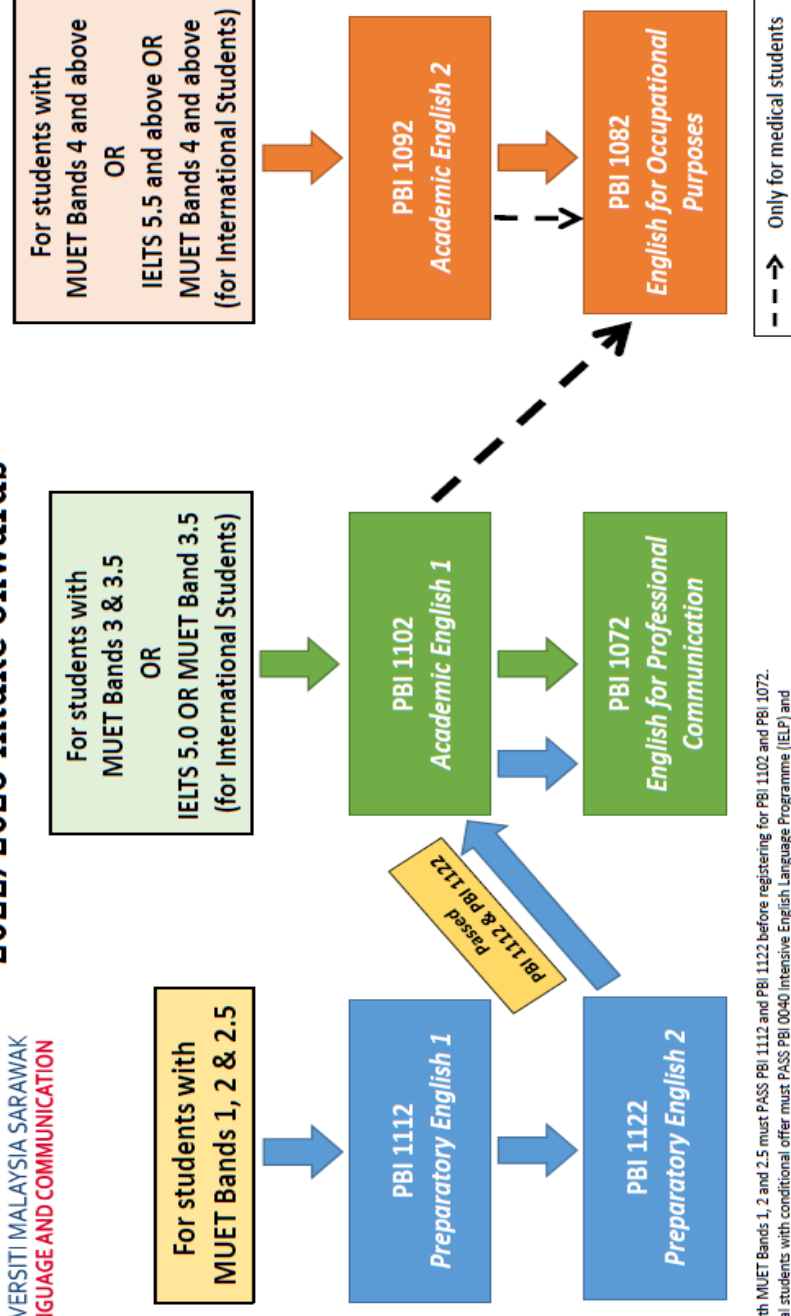 VERSITI MALAYSIA SARAWAK
GUAGE AND COMMUNICATION
For students with
MUET Bands 1, 2 & 2.5
PBI 1112
Preparatory English 1
PBI 1122
Preparatory English 2
Passed
PBI 1112 & PBI 1122
For students with
MUET Bands 3 & 3.5
OR
IELTS 5.0 OR MUET Band 3.5
(for International Students)
PBI 1102
Academic English 1
PBI 1072
English for Professional
Communication
For students with
MUET Bands 4 and above
OR
IELTS 5.5 and above OR
MUET Bands 4 and above
(for International Students)
PBI 1092
Academic English 2
PBI 1082
English for Occupational
Purposes
Only for medical students
th MUET Bands 1, 2 and 2.5 must PASS PBI 1112 and PBI 1122 before registering for PBI 1102 and PBI 1072.
al students with conditional offer must PASS PBI 0040 Intensive English Language Programme (IELP) and